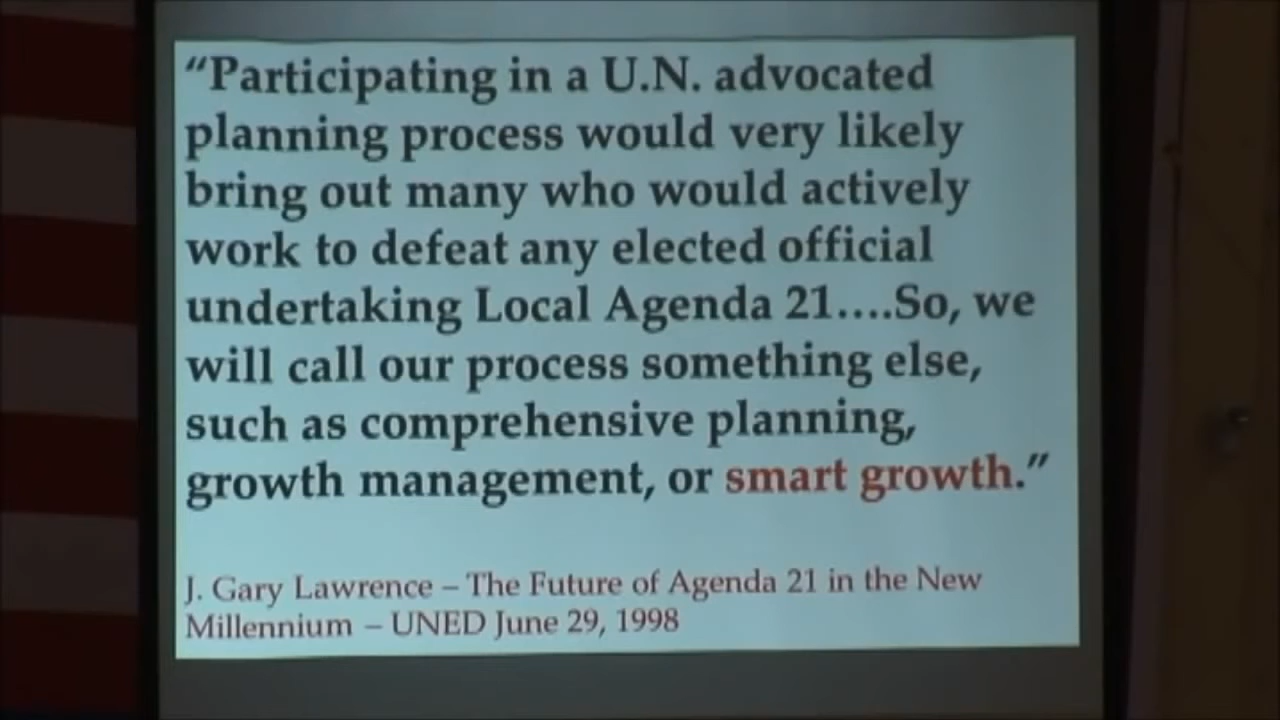 “Participating in a U.N. advocated
planning process would very likely
bring out many who would actively
work to defeat any elected official
undertaking Local Agenda 21....So, we
will call our process something else,
such as comprehensive planning,
growth management, or smart growth.”
J. Gary Lawrence – The Future of Agenda 21 in the New
Millennium – UNED June 29, 1998